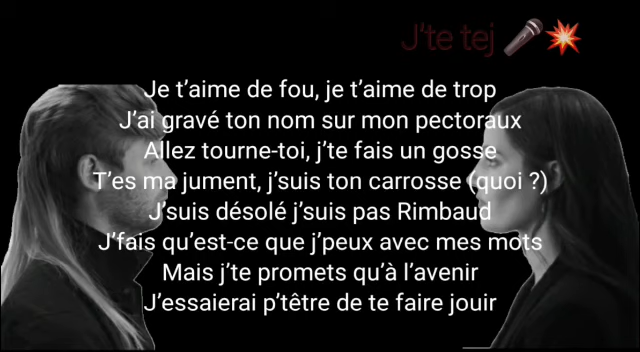 J'te tej 🎤💥
Je t'aime de fou, je t'aime de trop
J'ai gravé ton nom sur mon pectoraux
Allez tourne-toi, j'te fais un gosse
T'es ma jument, j'suis ton carrosse (quoi ?)
J'suis désolé j'suis pas Rimbaud
J'fais qu'est-ce que j'peux avec mes mots
Mais j'te promets qu'à l'avenir
J'essaierai p'têtre de te faire jouir